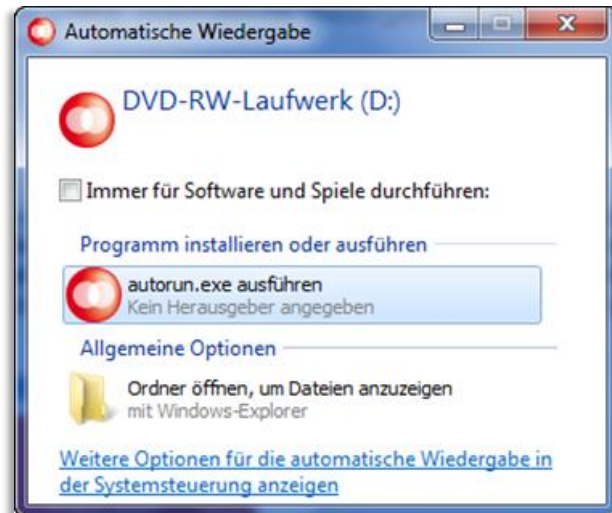 Automatische Wiedergabe
DVD-RW-Laufwerk (D:)
Immer für Software und Spiele durchführen:
Programm installieren oder ausführen
autorun.exe ausführen
Kein Herausgeber angegeben
Allgemeine Optionen
Ordner öffnen, um Dateien anzuzeigen
mit Windows-Explorer
Weitere Optionen für die automatische Wiedergabe in
der Systemsteuerung anzeigen